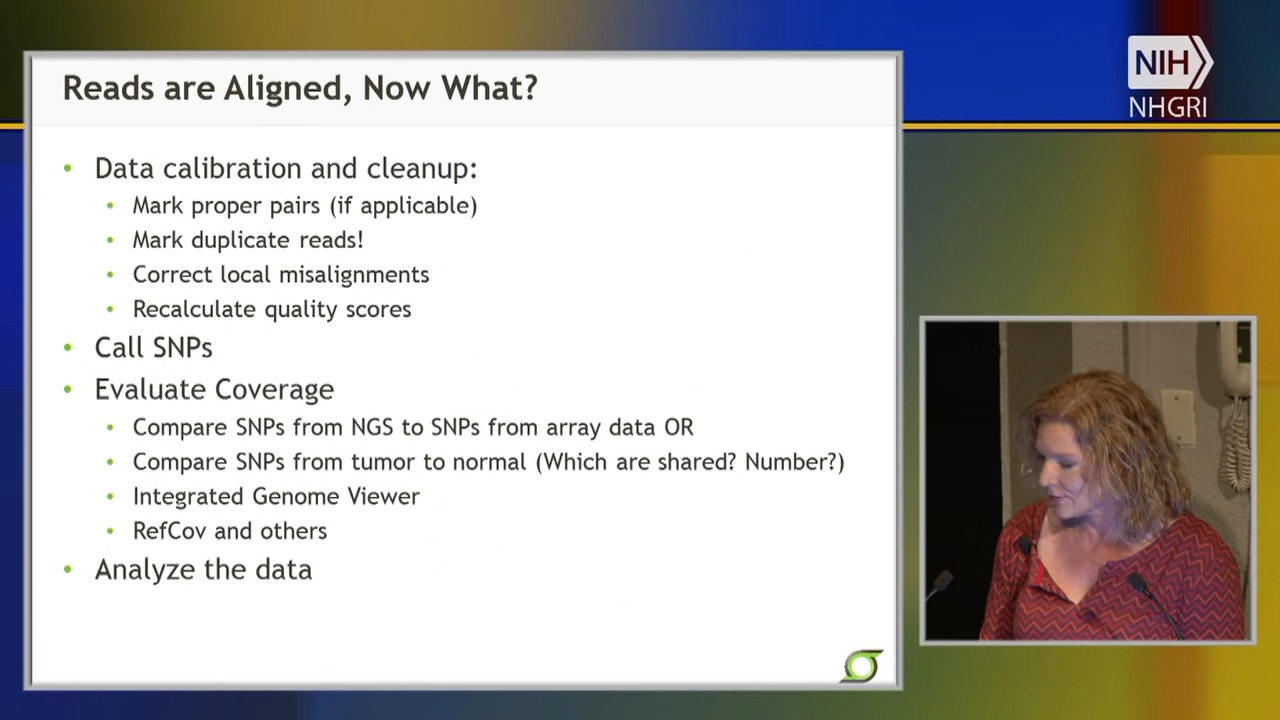 Reads are Aligned, Now What?
• Data calibration and cleanup:
• Mark proper pairs (if applicable)
• Mark duplicate reads!
• Correct local misalignments
• Recalculate quality scores
• Call SNPs
• Evaluate Coverage
• Compare SNPs from NGS to SNPs from array data OR
• Compare SNPs from tumor to normal (Which are shared? Number?)
• Integrated Genome Viewer
• RefCov and others
• Analyze the data
NIH
NHGRI